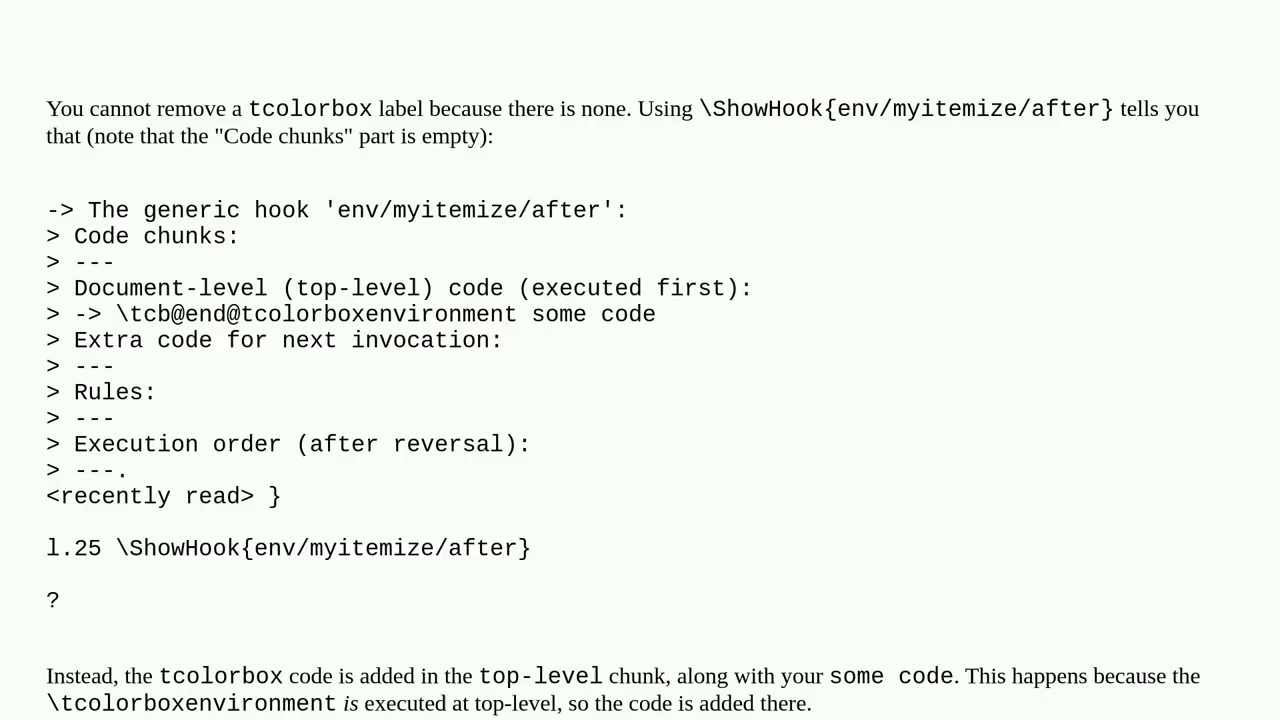 You cannot remove a tcolorbox label because there is none. Using \ShowHook{env/myitemize/after} tells you
that (note that the "Code chunks" part is empty):
-> The generic hook 'env/myitemize/after':
> Code chunks:
> ---
> Document-level (top-level) code (executed first):
> -> \tcb@end@tcolorboxenvironment some code
> Extra code for next invocation:
> ---
> Rules:
> ---
> Execution order (after reversal):
> ---.
<recently read> }
l.25 \ShowHook{env/myitemize/after}
?
Instead, the tcolorbox code is added in the top-level chunk, along with your some code. This happens because the
\tcolorboxenvironment is executed at top-level, so the code is added there.